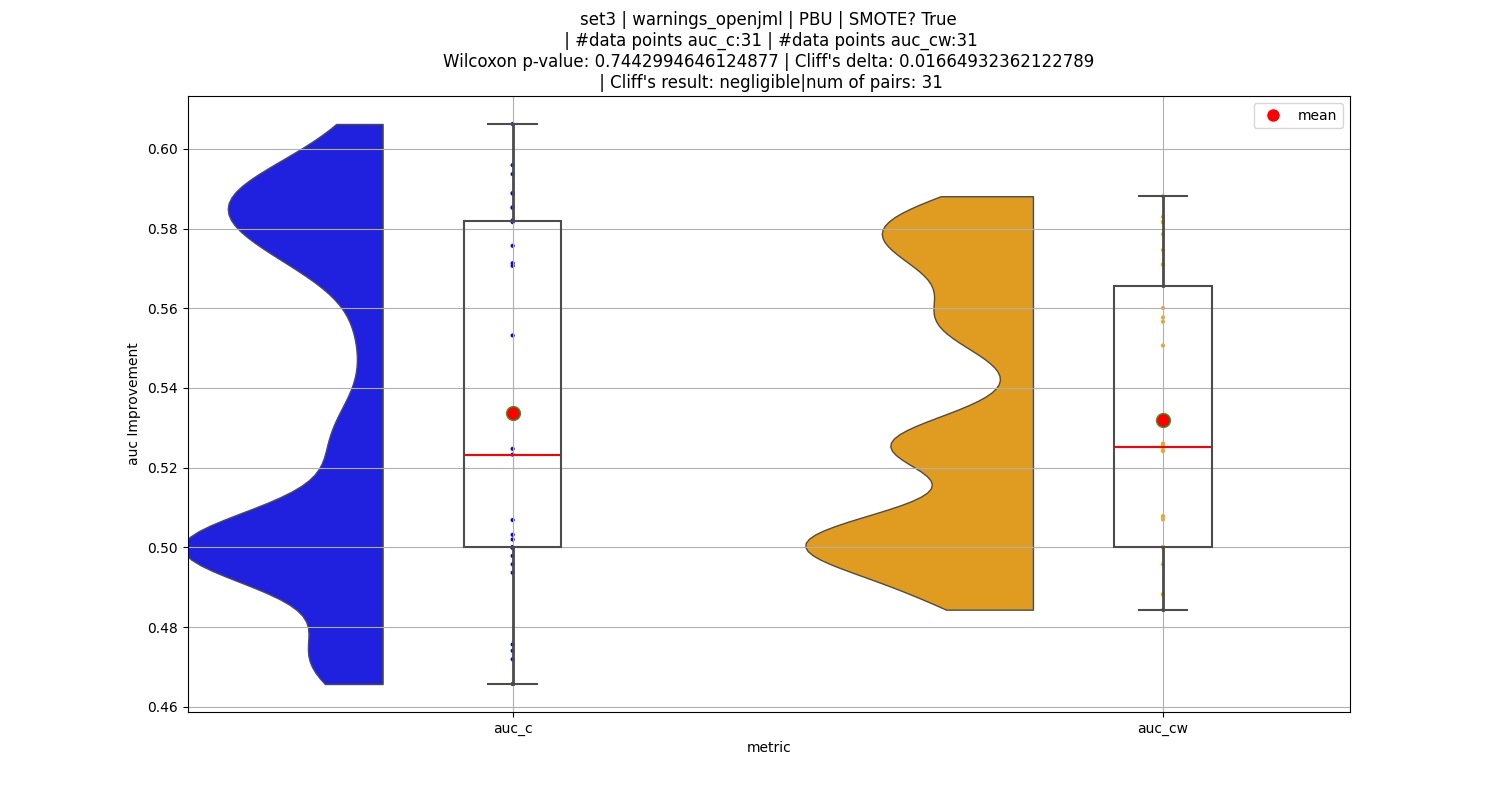 set3 | warnings_openjml | PBU | SMOTE? True
| #data points auc_c:31 | #data points auc_cw:31
Wilcoxon p-value: 0.7442994646124877 | Cliff's delta: 0.01664932362122789
| Cliff's result: negligible|num of pairs: 31
mean
0.60
0.58
0.56
0.54
0.52
0.50
0.48
0.46
auc Improvement
auc_c
auc_cw
metric